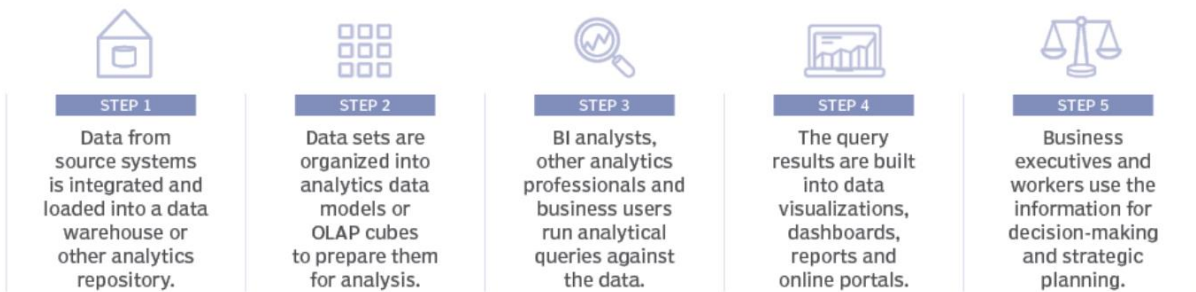 STEP 1
Data from
source systems
is integrated and
loaded into a data
warehouse or
other analytics
repository.
STEP 2
Data sets are
organized into
analytics data
models or
OLAP cubes
to prepare them
for analysis.
STEP 3
BI analysts,
other analytics
professionals and
business users
run analytical
queries against
the data.
STEP 4
The query
results are built
into data
visualizations,
dashboards,
reports and
online portals.
STEP 5
Business
executives and
workers use the
information for
decision-making
and strategic
planning.